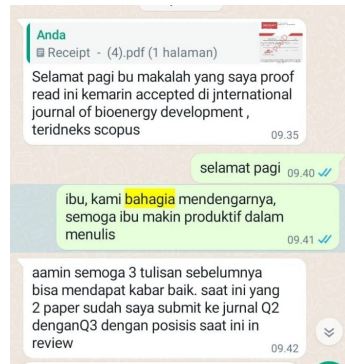 Anda
Receipt - (4).pdf (1 halaman)
Selamat pagi bu makalah yang saya proof
read ini kemarin accepted di jnternational
journal of bioenergy development ,
teridneks scopus
09.35
selamat pagi 09.40
ibu, kami bahagia mendengarnya,
semoga ibu makin produktif dalam
menulis
09.41
aamin semoga 3 tulisan sebelumnya
bisa mendapat kabar baik. saat ini yang
2 paper sudah saya submit ke jurnal Q2
denganQ3 dengan posisis saat ini in
review
09.42